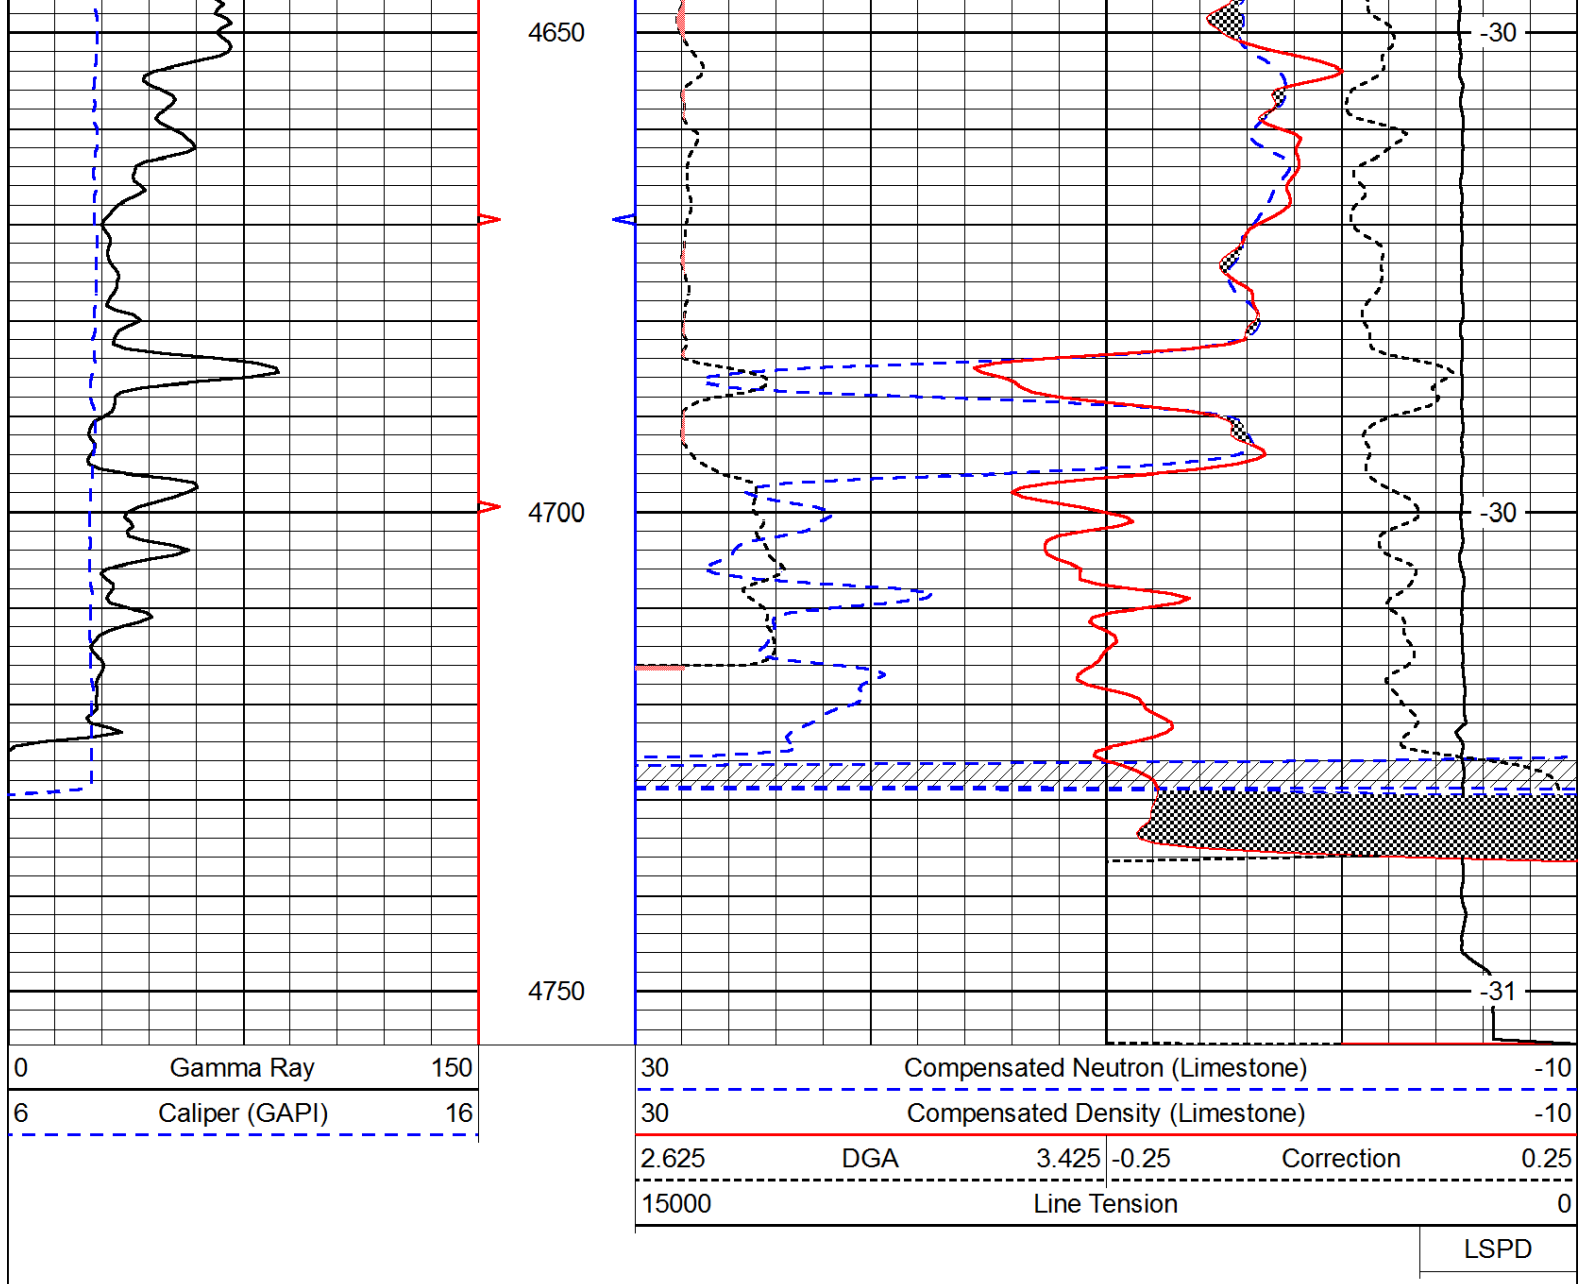 4650 -30
4700 -30
4750 -31
0 Gamma Ray 150
6 Caliper (GAPI) 16
30 Compensated Neutron (Limestone) -10
30 Compensated Density (Limestone) -10
2.625 DGA 3.425 -0.25 Correction 0.25
15000 Line Tension 0
LSPD